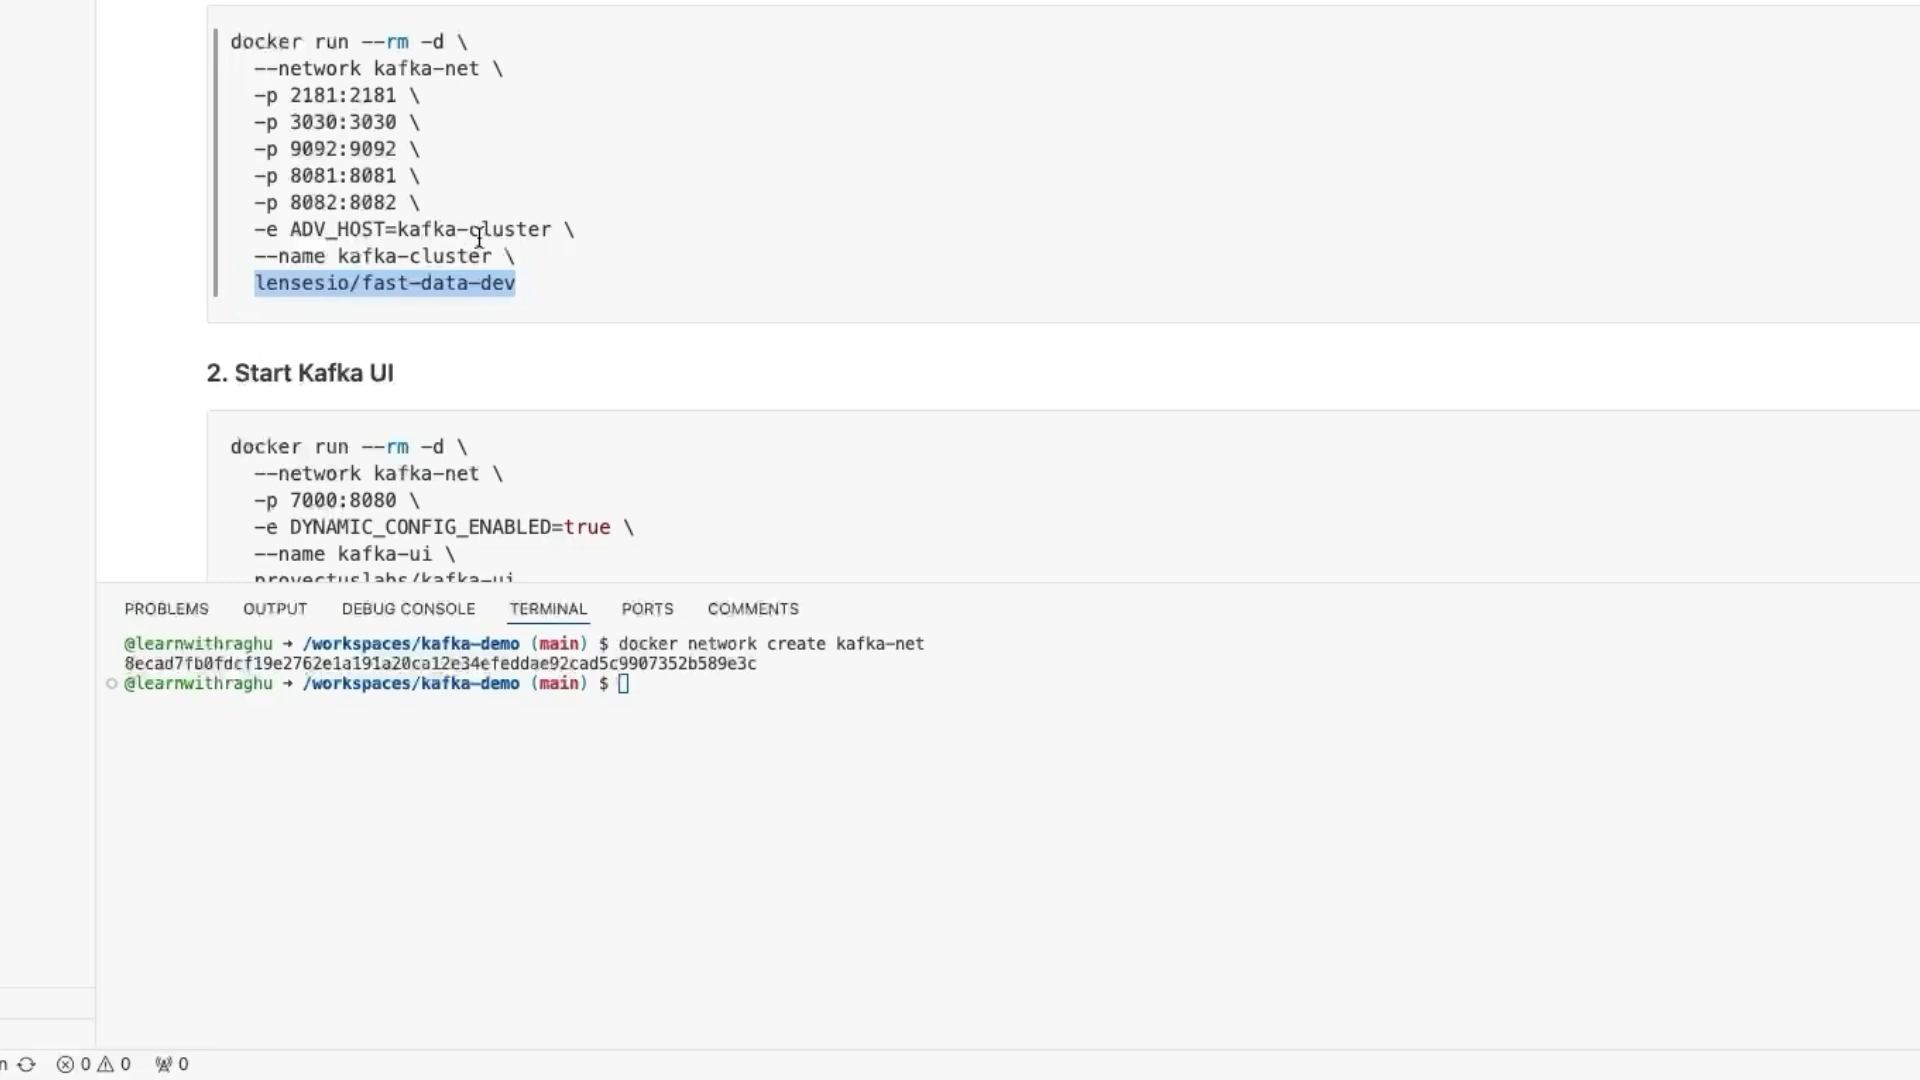 docker run --rm -d \
--network kafka-net \
-p 2181:2181 \
-p 3030:3030 \
-p 9092:9092 \
-p 8081:8081 \
-p 8082:8082 \
-e ADV_HOST=kafka-cluster \
--name kafka-cluster \
lensesio/fast-data-dev
2. Start Kafka UI
docker run --rm -d \
--network kafka-net \
-p 7000:8080 \
-e DYNAMIC_CONFIG_ENABLED=true \
--name kafka-ui \
provectuslabs/kafka-ui
PROBLEMS OUTPUT DEBUG CONSOLE TERMINAL PORTS COMMENTS
@learnwithraghu → /workspaces/kafka-demo (main) $ docker network create kafka-net
8ecad7fb0fdcf19e2762e1a191a20ca12e34efeddae92cad5c9907352b589e3c
@learnwithraghu → /workspaces/kafka-demo (main) $
n 0 0 0